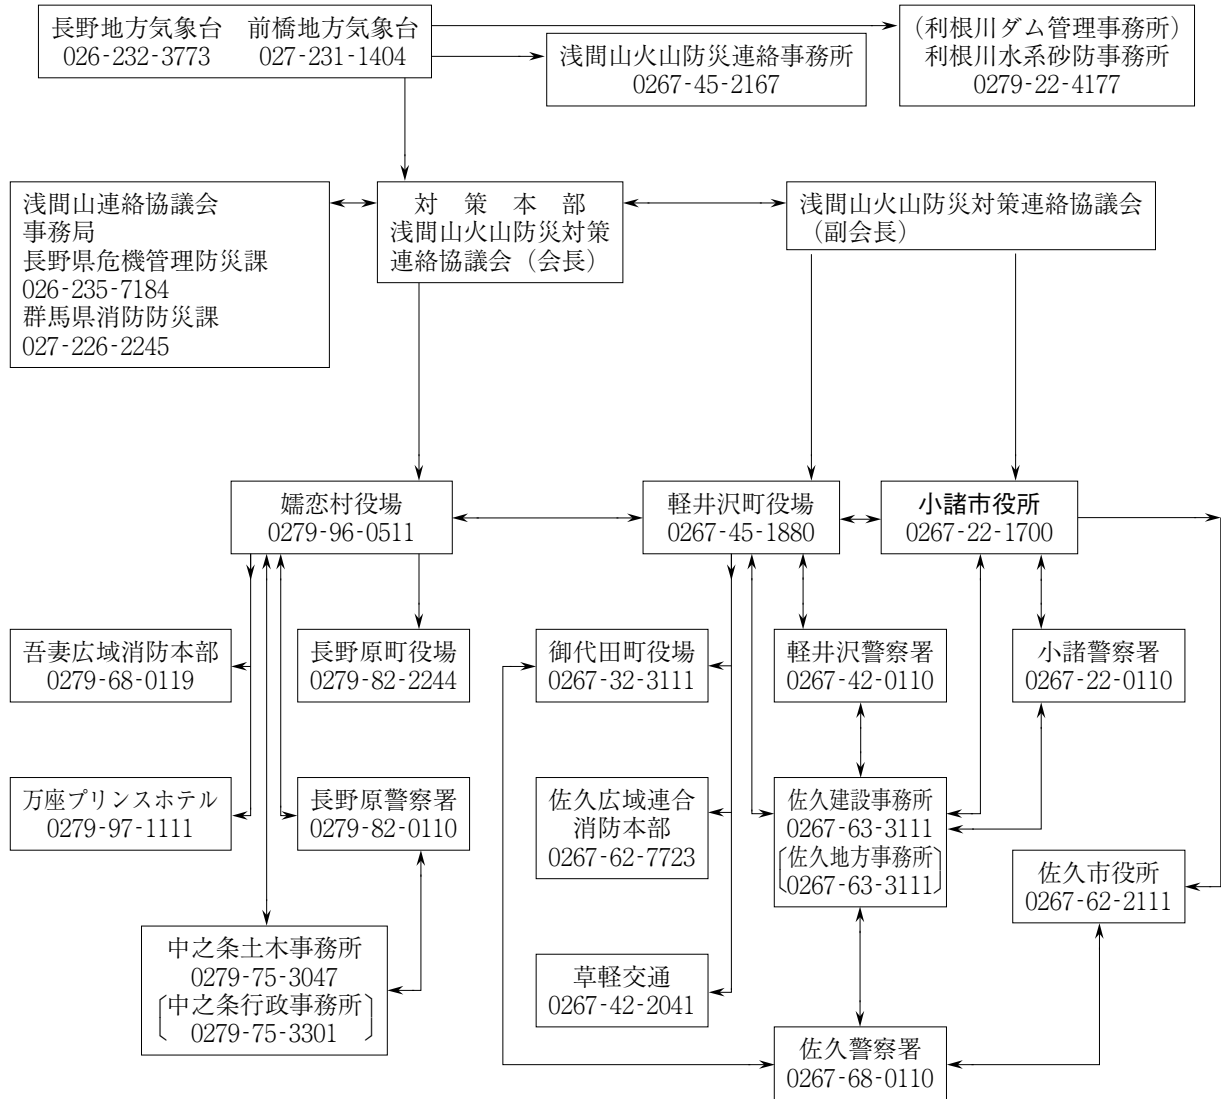 長野地方気象台　前橋地方気象台
026-232-3773　027-231-1404
浅間山火山防災連絡事務所
0267-45-2167
（利根川ダム管理事務所）
利根川水系砂防事務所
0279-22-4177
浅間山連絡協議会
事務局
長野県危機管理防災課
026-235-7184
群馬県消防防災課
027-226-2245
対　策　本　部
浅間山火山防災対策
連絡協議会（会長）
浅間山火山防災対策連絡協議会
（副会長）
嬬恋村役場
0279-96-0511
軽井沢町役場
0267-45-1880
小諸市役所
0267-22-1700
吾妻広域消防本部
0279-68-0119
長野原町役場
0279-82-2244
御代田町役場
0267-32-3111
軽井沢警察署
0267-42-0110
小諸警察署
0267-22-0110
万座プリンスホテル
0279-97-1111
長野原警察署
0279-82-0110
佐久広域連合
消防本部
0267-62-7723
佐久建設事務所
0267-63-3111
〔佐久地方事務所
0267-63-3111〕
佐久市役所
0267-62-2111
中之条土木事務所
0279-75-3047
〔中之条行政事務所
0279-75-3301〕
草軽交通
0267-42-2041
佐久警察署
0267-68-0110